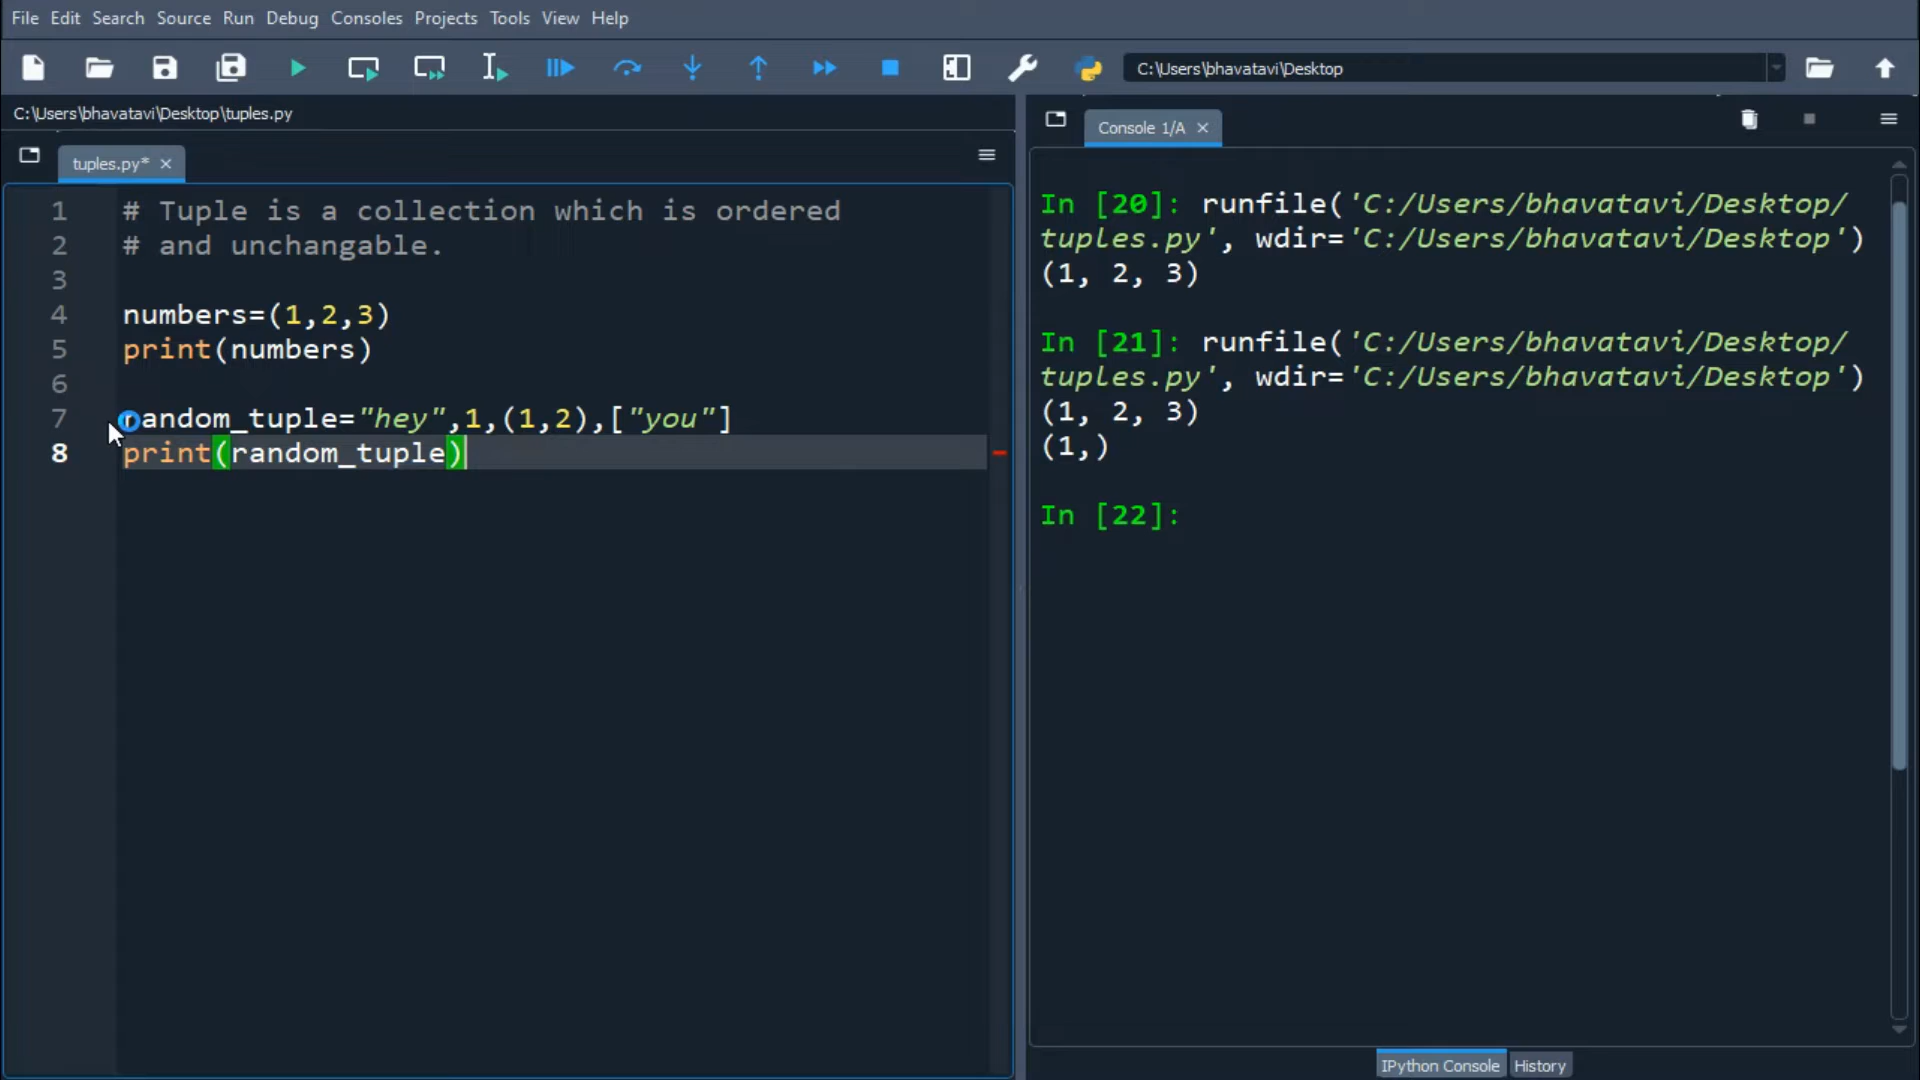 File Edit Search Source Run Debug Consoles Projects Tools View Help
C:\Users\bhavatavi\Desktop
C:\Users\bhavatavi\Desktop\tuples.py
tuples.py*
1 # Tuple is a collection which is ordered
2 # and unchangable.
3
4 numbers=(1,2,3)
5 print(numbers)
6
7 random_tuple="hey",1,(1,2),["you"]
8 print(random_tuple)
Console 1/A
In [20]: runfile('C:/Users/bhavatavi/Desktop/
tuples.py', wdir='C:/Users/bhavatavi/Desktop')
(1, 2, 3)
In [21]: runfile('C:/Users/bhavatavi/Desktop/
tuples.py', wdir='C:/Users/bhavatavi/Desktop')
(1, 2, 3)
(1,)
In [22]:
IPython Console History